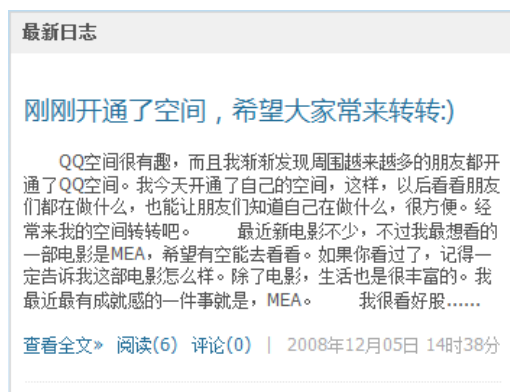 最新日志
刚刚开通了空间，希望大家常来转转:)
QQ空间很有趣，而且我渐渐发现周围越来越多的朋友都开
通了QQ空间。我今天开通了自己的空间，这样，以后看看朋友
们都在做什么，也能让朋友们知道自己在做什么，很方便。经
常来我的空间转转吧。 最近新电影不少，不过我最想看的
一部电影是MEA，希望有空能去看看。如果你看过了，记得一
定告诉我这部电影怎么样。除了电影，生活也是很丰富的。我
最近最有成就感的一件事就是，MEA。 我很看好股......
查看全文» 阅读(6) 评论(0) | 2008年12月05日 14时38分